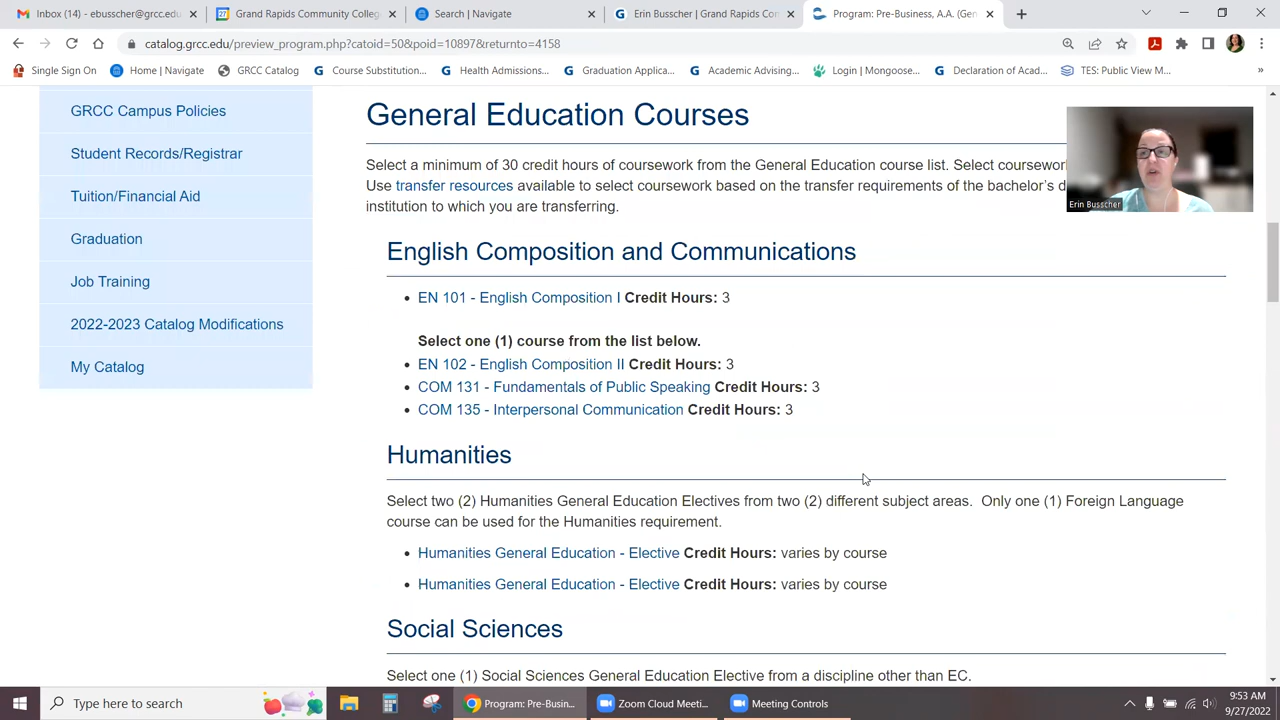 Inbox (14) - ebusscher@grcc.edu
Grand Rapids Community Colleg
Search | Navigate
Erin Busscher | Grand Rapids Con
Program: Pre-Business, A.A. (Gen
catalog.grcc.edu/preview_program.php?catoid=50&poid=10897&returnto=4158
Single Sign On
Home | Navigate
GRCC Catalog
Course Substitution...
Health Admissions...
Graduation Applica...
Academic Advising...
Login | Mongoose...
Declaration of Acad...
TES: Public View M...
»
GRCC Campus Policies
Student Records/Registrar
Tuition/Financial Aid
Graduation
Job Training
2022-2023 Catalog Modifications
My Catalog
General Education Courses
Select a minimum of 30 credit hours of coursework from the General Education course list. Select coursewor
Use transfer resources available to select coursework based on the transfer requirements of the bachelor's d
institution to which you are transferring.
Erin Busscher
English Composition and Communications
• EN 101 - English Composition I Credit Hours: 3
Select one (1) course from the list below.
• EN 102 - English Composition II Credit Hours: 3
• COM 131 - Fundamentals of Public Speaking Credit Hours: 3
• COM 135 - Interpersonal Communication Credit Hours: 3
Humanities
Select two (2) Humanities General Education Electives from two (2) different subject areas. Only one (1) Foreign Language
course can be used for the Humanities requirement.
• Humanities General Education - Elective Credit Hours: varies by course
• Humanities General Education - Elective Credit Hours: varies by course
Social Sciences
Select one (1) Social Sciences General Education Elective from a discipline other than EC.
Type here to search
Program: Pre-Busin...
Zoom Cloud Meeti...
Meeting Controls
9:53 AM
9/27/2022